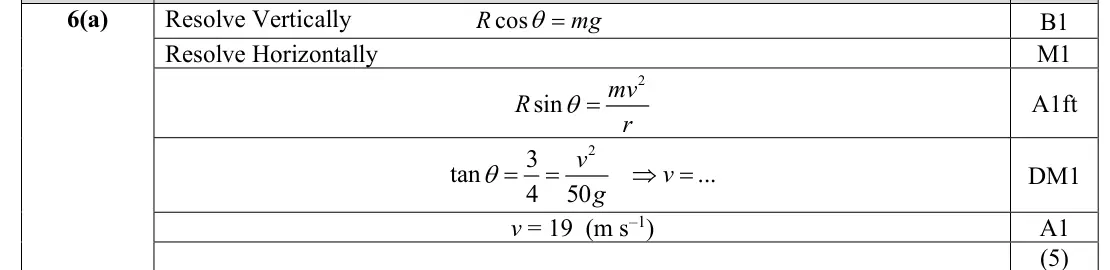 6(a) Resolve Vertically R cos θ = mg B1
Resolve Horizontally M1
R sin θ = mv²/r A1ft
tan θ = 3/4 = v²/50g ⇒ v = ... DM1
v = 19 (m s⁻¹) A1
(5)